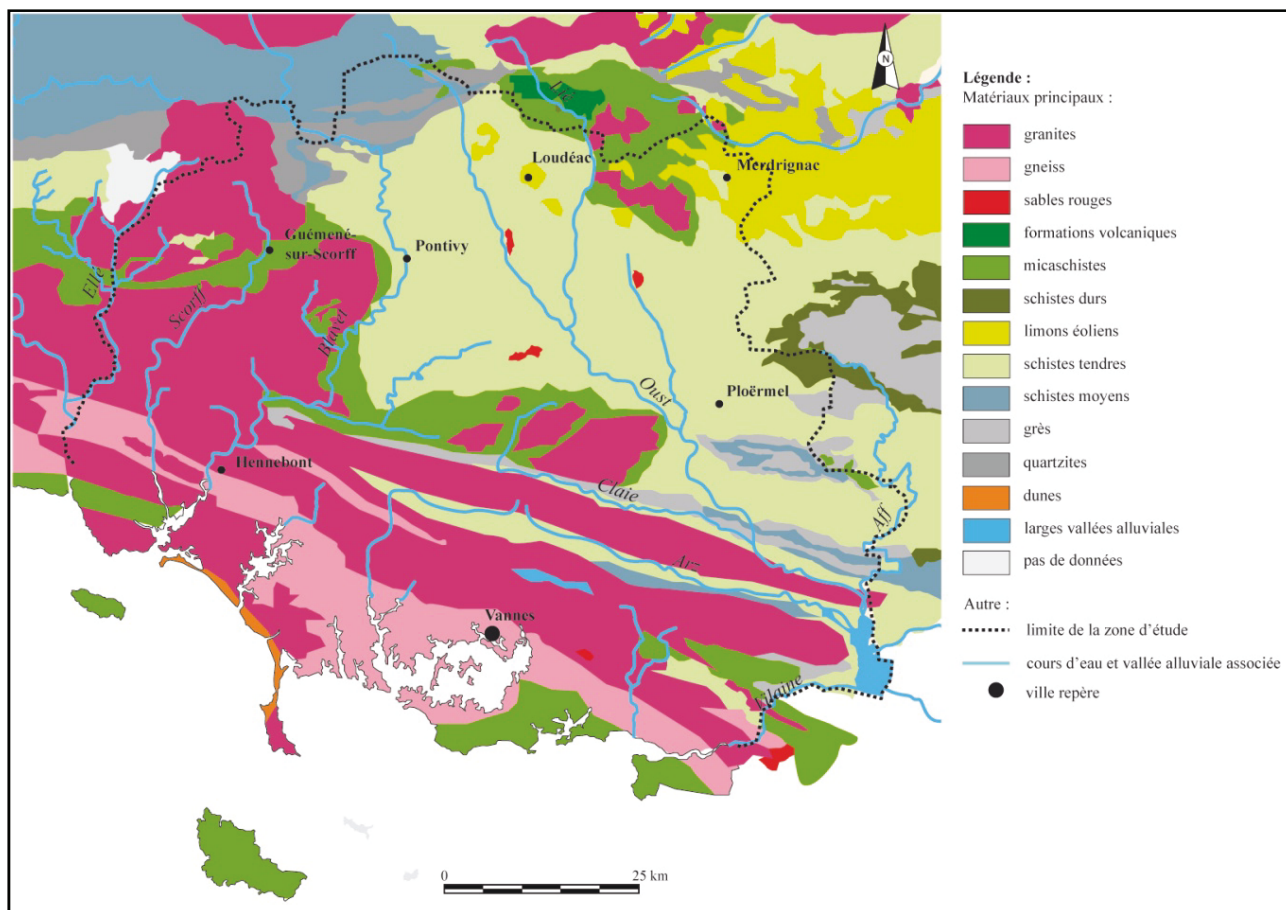 N
Lié
Loudéac
Merdrignac
Guémené-
sur-Scorff
Pontivy
Ellé
Scorff
Blavet
Oust
Ploërmel
Hennebont
Claie
Aff
Arz
Vannes
Vilaine
0 25 km
Légende :
Matériaux principaux :
granites
gneiss
sables rouges
formations volcaniques
micaschistes
schistes durs
limons éoliens
schistes tendres
schistes moyens
grès
quartzites
dunes
larges vallées alluviales
pas de données
Autre :
limite de la zone d'étude
cours d'eau et vallée alluviale associée
ville repère